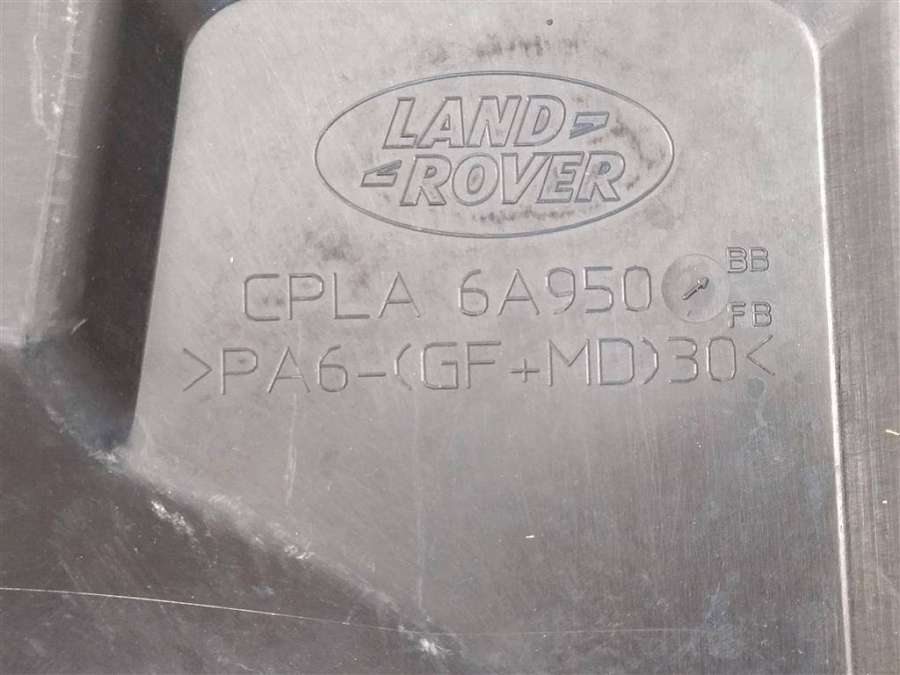 LAND
ROVER
CPLA 6A950 BB
FB
>PA6-(GF+MD)30<